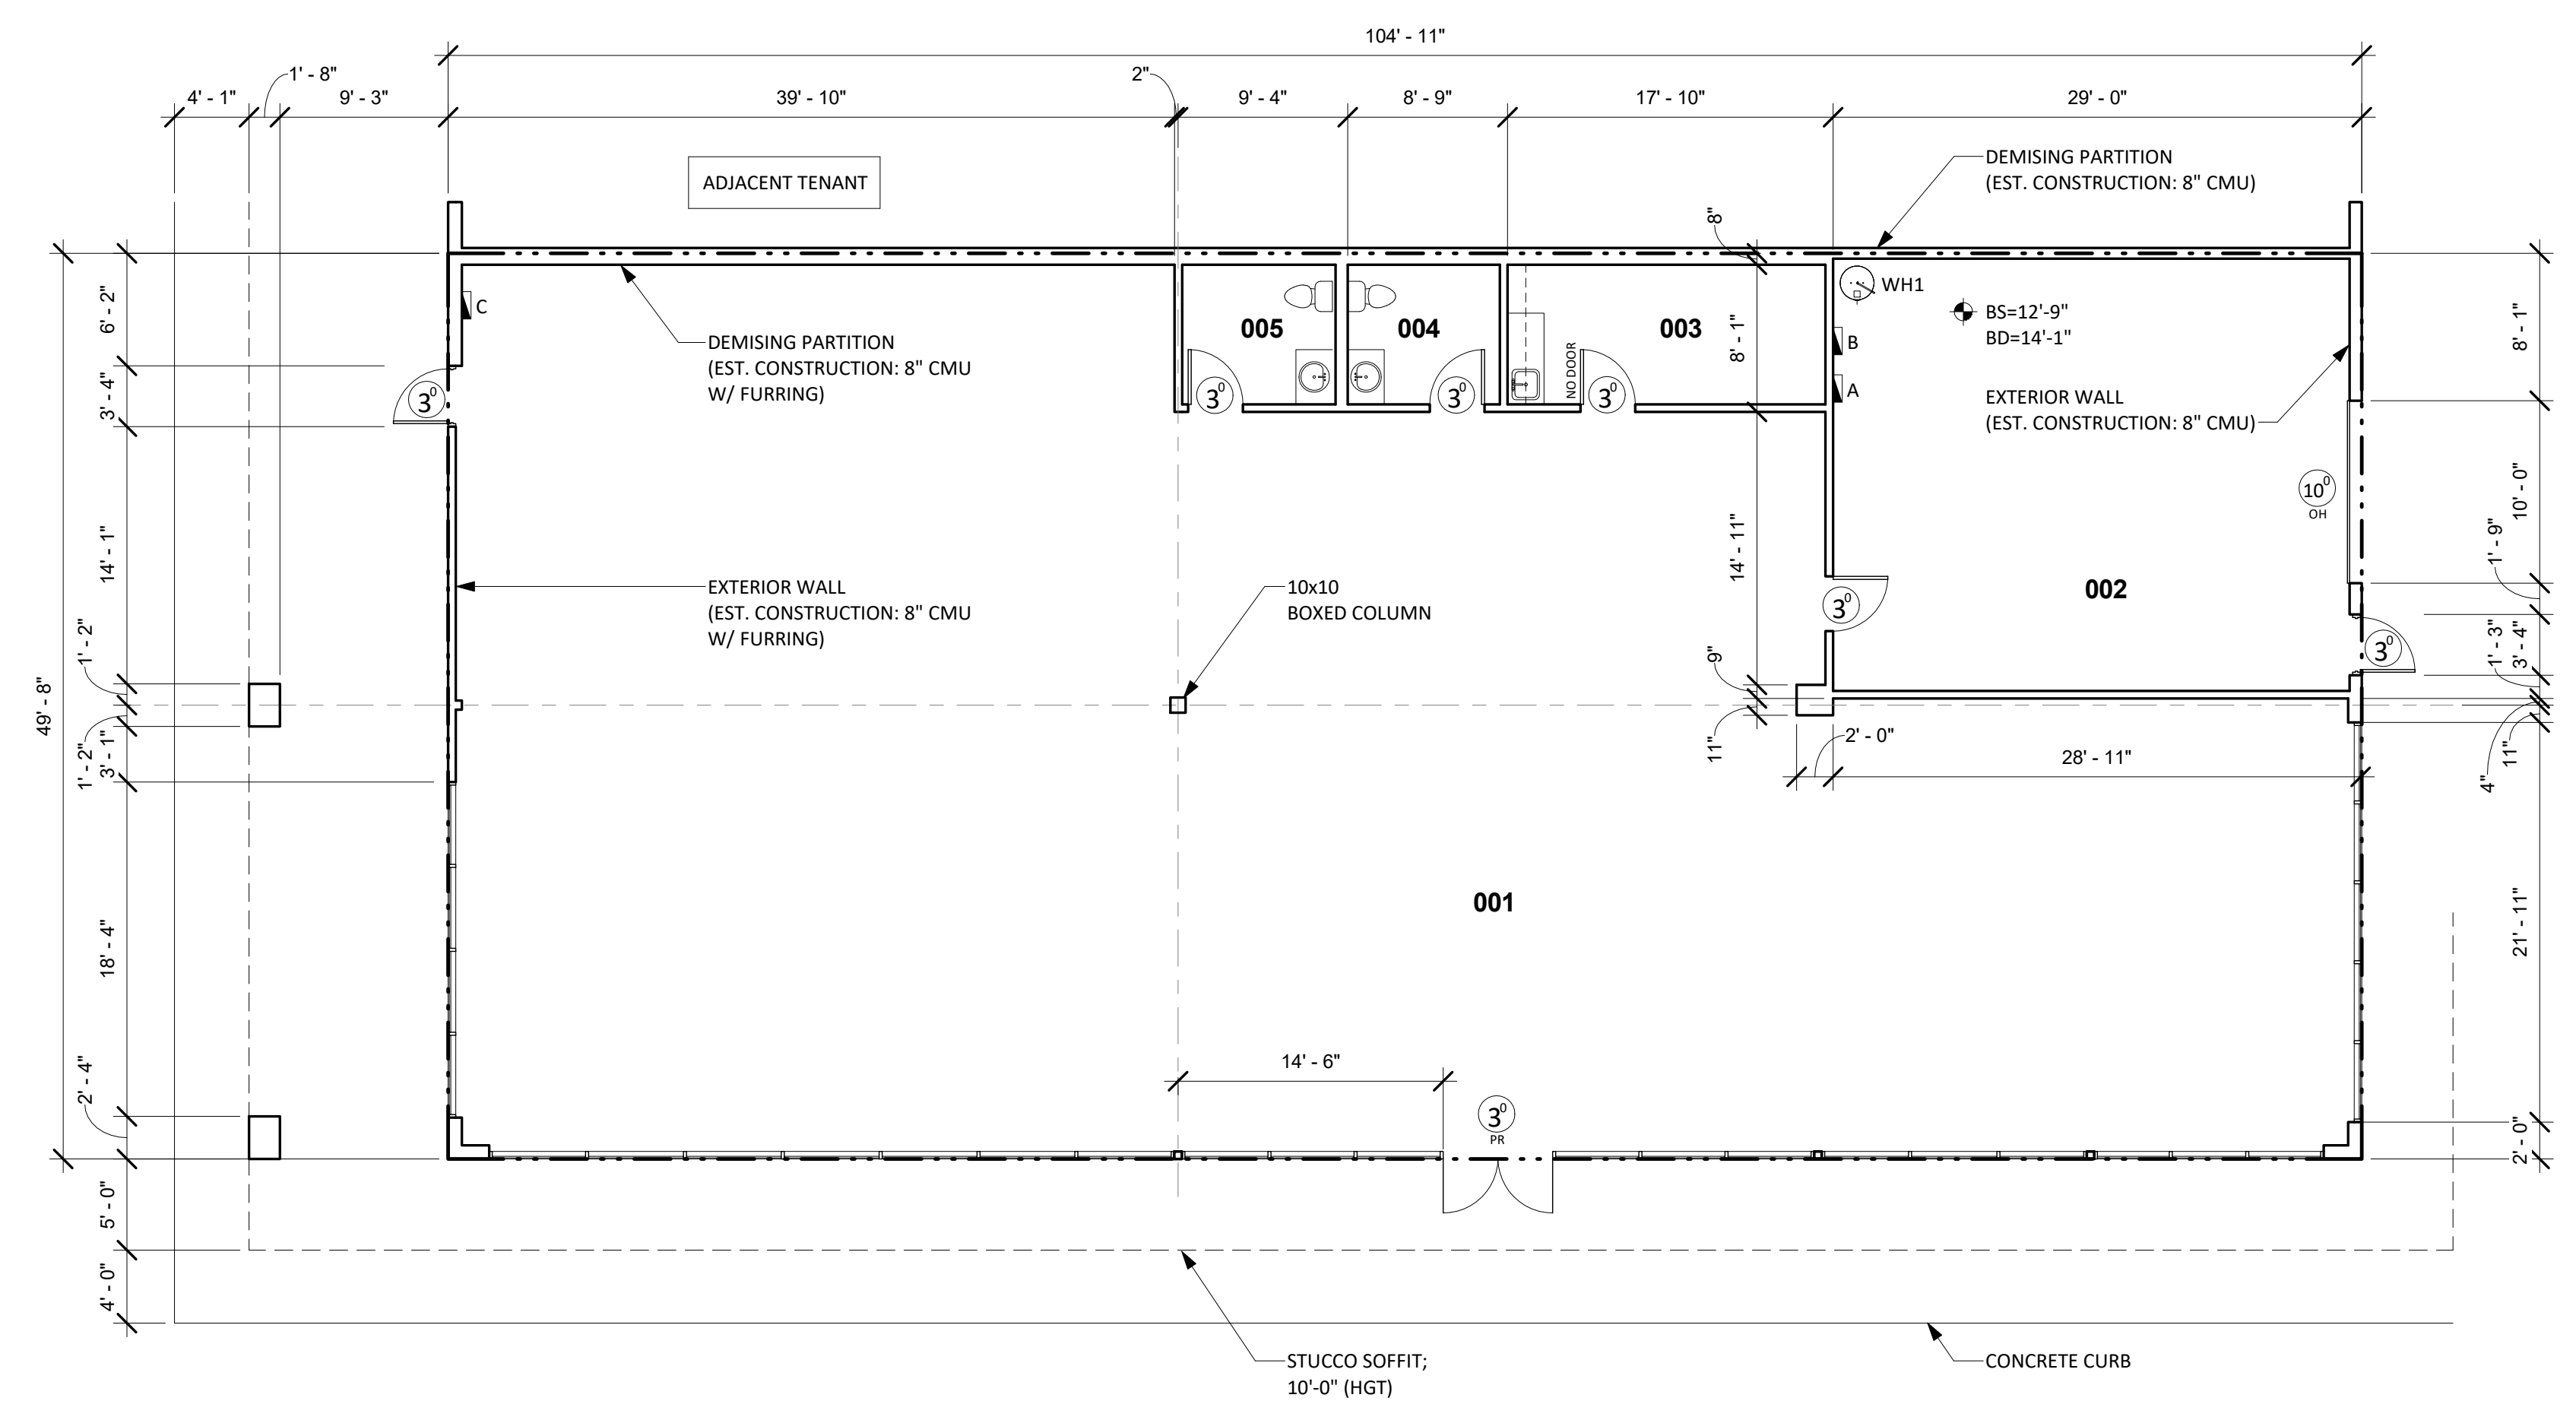 104' - 11"
1' - 8"
2"
4' - 1"
9' - 3"
39' - 10"
9' - 4"
8' - 9"
17' - 10"
29' - 0"
ADJACENT TENANT
DEMISING PARTITION
(EST. CONSTRUCTION: 8" CMU)
8"
6' - 2"
3' - 4"
14' - 1"
1' - 2"
49' - 8"
1' - 2"
3' - 1"
18' - 4"
2' - 4"
5' - 0"
4' - 0"
C
3⁰
DEMISING PARTITION
(EST. CONSTRUCTION: 8" CMU
W/ FURRING)
005
3⁰
004
3⁰
NO DOOR
3⁰
003
8' - 1"
WH1
B
A
BS=12'-9"
BD=14'-1"
EXTERIOR WALL
(EST. CONSTRUCTION: 8" CMU)
10⁰
OH
8' - 1"
10' - 0"
1' - 9"
3' - 4"
1' - 3"
EXTERIOR WALL
(EST. CONSTRUCTION: 8" CMU
W/ FURRING)
10x10
BOXED COLUMN
14' - 11"
3⁰
002
3⁰
9"
11"
2' - 0"
28' - 11"
4"
11"
21' - 11"
2' - 0"
001
14' - 6"
3⁰
PR
STUCCO SOFFIT;
10'-0" (HGT)
CONCRETE CURB